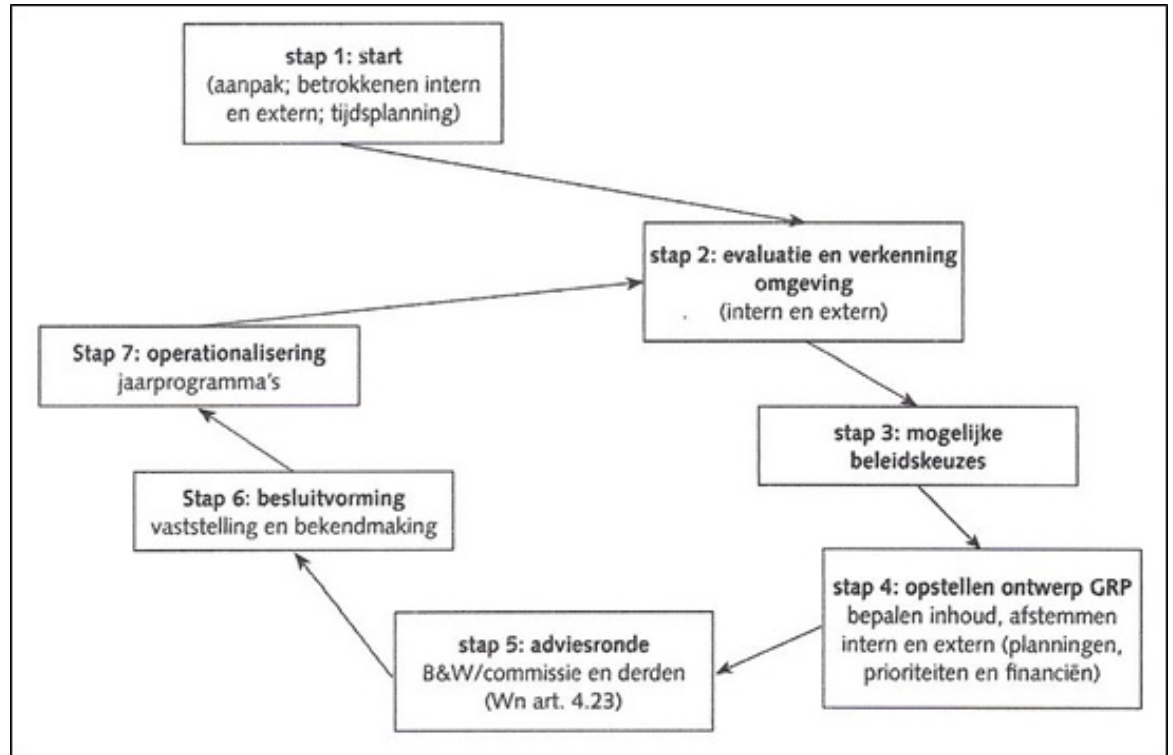 stap 1: start
(aanpak; betrokkenen intern
en extern; tijdsplanning)
stap 2: evaluatie en verkenning
omgeving
(intern en extern)
stap 3: mogelijke
beleidskeuzes
stap 4: opstellen ontwerp GRP
bepalen inhoud, afstemmen
intern en extern (planningen,
prioriteiten en financiën)
stap 5: adviesronde
B&W/commissie en derden
(Wn art. 4.23)
Stap 6: besluitvorming
vaststelling en bekendmaking
Stap 7: operationalisering
jaarprogramma's